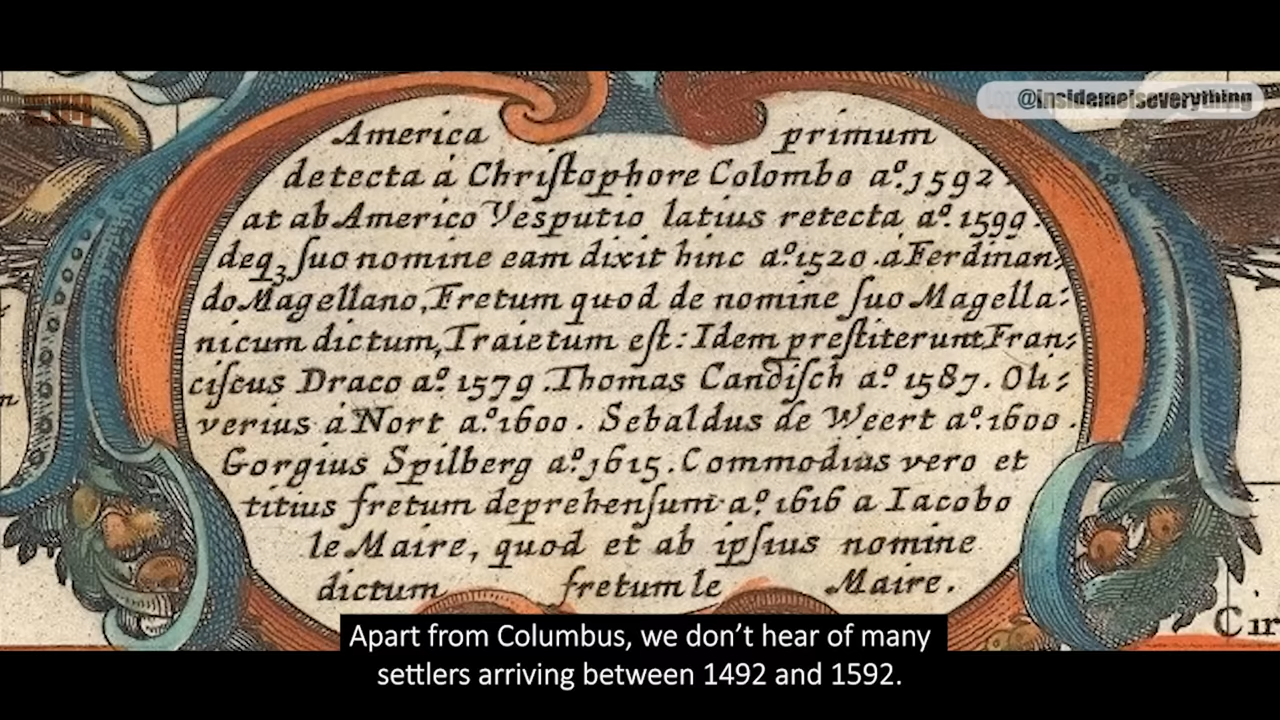 @insidemeiseverything
America primum
detecta á Chriſtophore Colombo aº.1592.
at ab Americo Veſputio latius retecta aº.1599.
deqꝫ ſuo nomine eam dixit hinc aº.1520.a Ferdinan:
do Magellano,Fretum quod de nomine ſuo Magella:
nicum dictum,Traietum eſt:Idem preſtiterunt Fran:
ciſcus Draco aº.1579.Thomas Candiſch aº.1587.Oli:
verius á Nort aº.1600. Sebaldus de Weert aº.1600.
Gorgius Spilberg aº.1615.Commodius vero et
titius fretum deprehenſum aº.1616 a Iacobo
le Maire, quod et ab ipſius nomine
dictum fretum le Maire.
Cir
Apart from Columbus, we don’t hear of many
settlers arriving between 1492 and 1592.